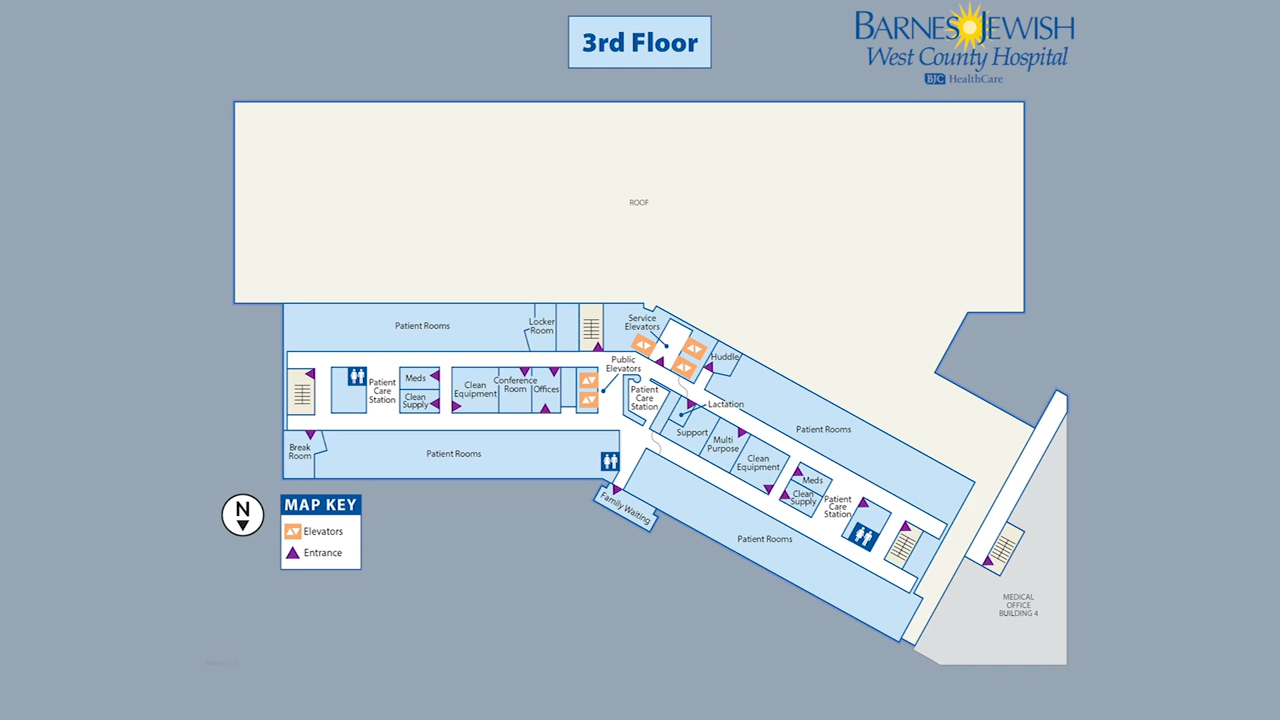 3rd Floor
BARNES JEWISH
West County Hospital
BJC HealthCare
ROOF
Patient Rooms
Locker
Room
Service
Elevators
Huddle
Public
Elevators
Patient
Care
Station
Meds
Clean
Supply
Clean
Equipment
Conference
Room
Offices
Patient
Care
Station
Lactation
Support
Multi
Purpose
Clean
Equipment
Patient Rooms
Meds
Clean
Supply
Patient
Care
Station
Break
Room
Patient Rooms
Family Waiting
Patient Rooms
N
MAP KEY
Elevators
Entrance
MEDICAL
OFFICE
BUILDING 4